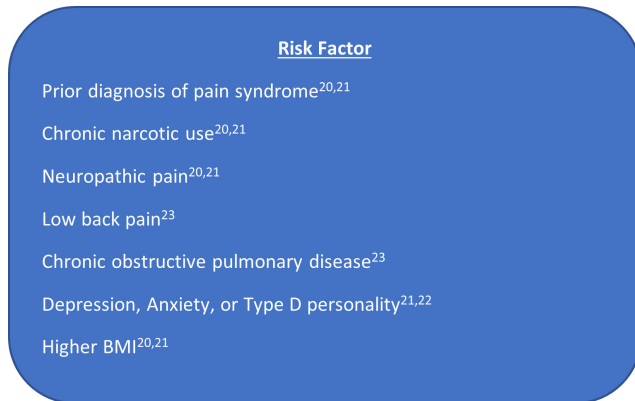 Risk Factor
Prior diagnosis of pain syndrome20,21
Chronic narcotic use20,21
Neuropathic pain20,21
Low back pain23
Chronic obstructive pulmonary disease23
Depression, Anxiety, or Type D personality21,22
Higher BMI20,21